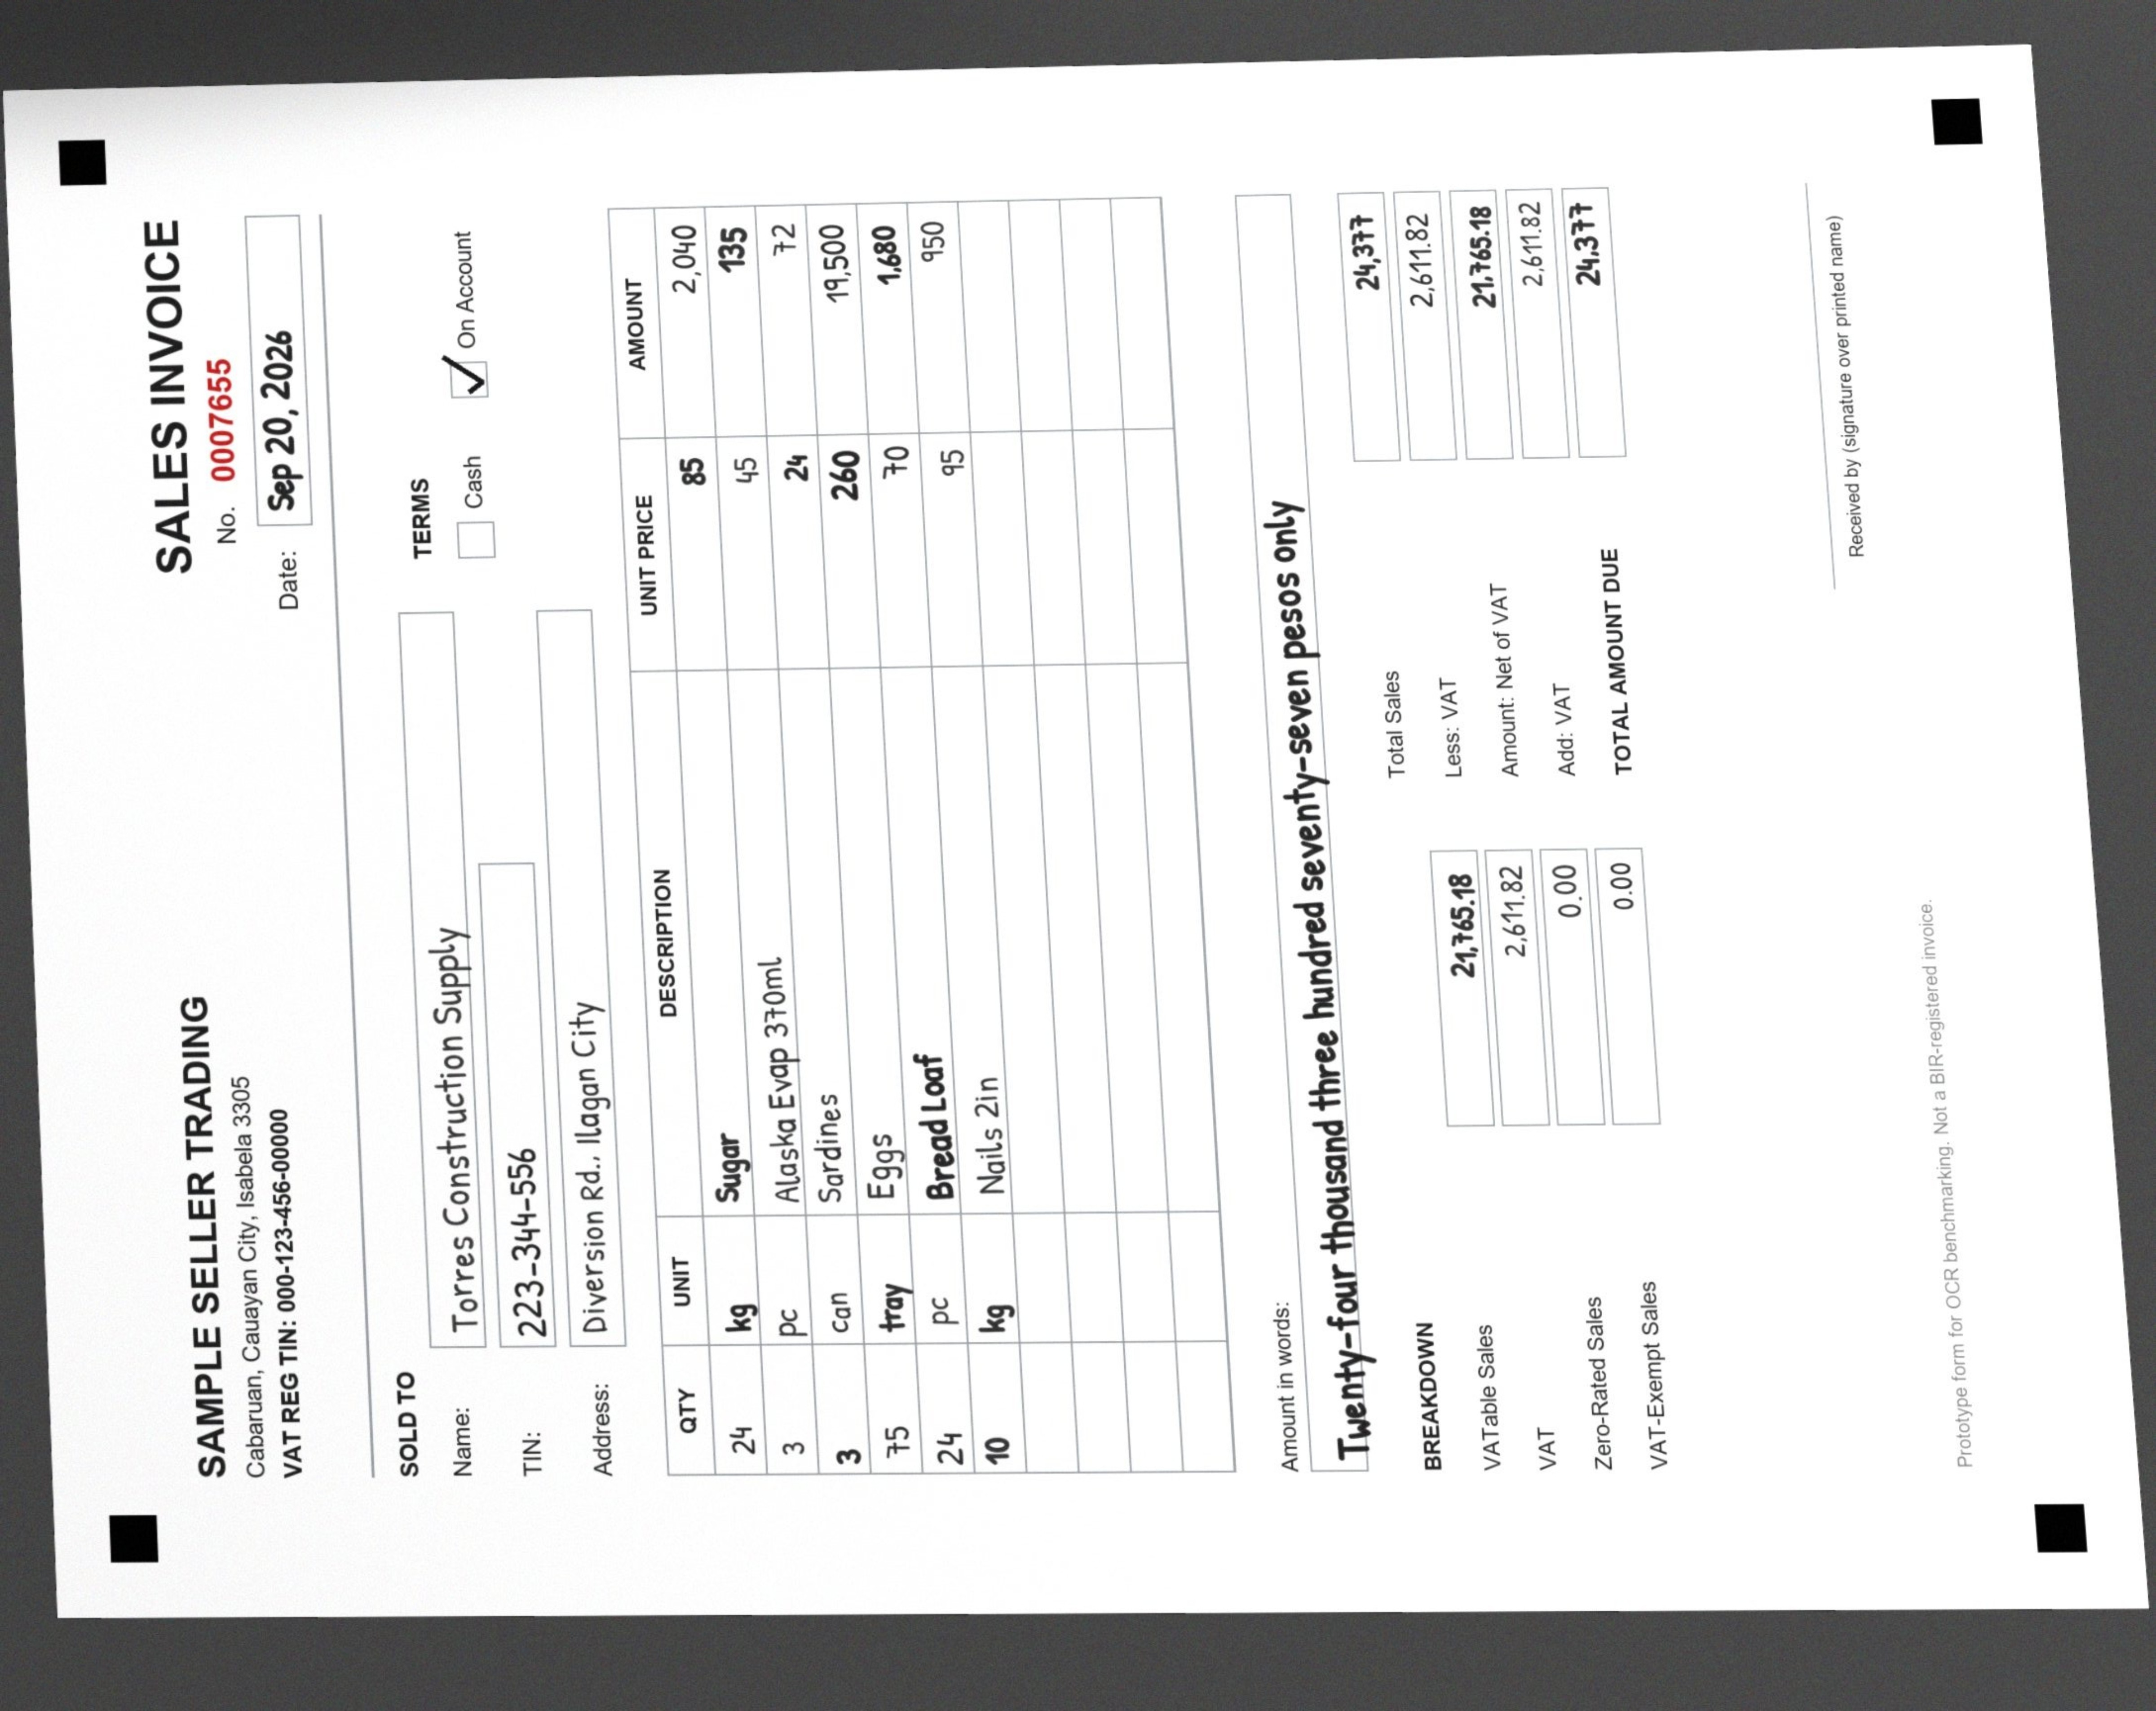 SAMPLE SELLER TRADING
Cabaruan, Cauayan City, Isabela 3305
VAT REG TIN: 000-123-456-00000
SALES INVOICE
No. 0007655
Date: Sep 20, 2026
SOLD TO
Name: Torres Construction Supply
TIN: 223-344-556
Address: Diversion Rd., Ilagan City
TERMS
Cash On Account
QTY UNIT DESCRIPTION UNIT PRICE AMOUNT
24 kg Sugar 85 2,040
3 pc Alaska Evap 370ml 45 135
3 can Sardines 24 72
75 tray Eggs 260 19,500
24 pc Bread Loaf 70 1,680
10 kg Nails 2in 95 950
Amount in words:
Twenty-four thousand three hundred seventy-seven pesos only
BREAKDOWN
VATable Sales 21,765.18
VAT 2,611.82
Zero-Rated Sales 0.00
VAT-Exempt Sales 0.00
Total Sales 24,377
Less: VAT 2,611.82
Amount: Net of VAT 21,765.18
Add: VAT 2,611.82
TOTAL AMOUNT DUE 24,377
Received by (signature over printed name)
Prototype form for OCR benchmarking. Not a BIR-registered invoice.